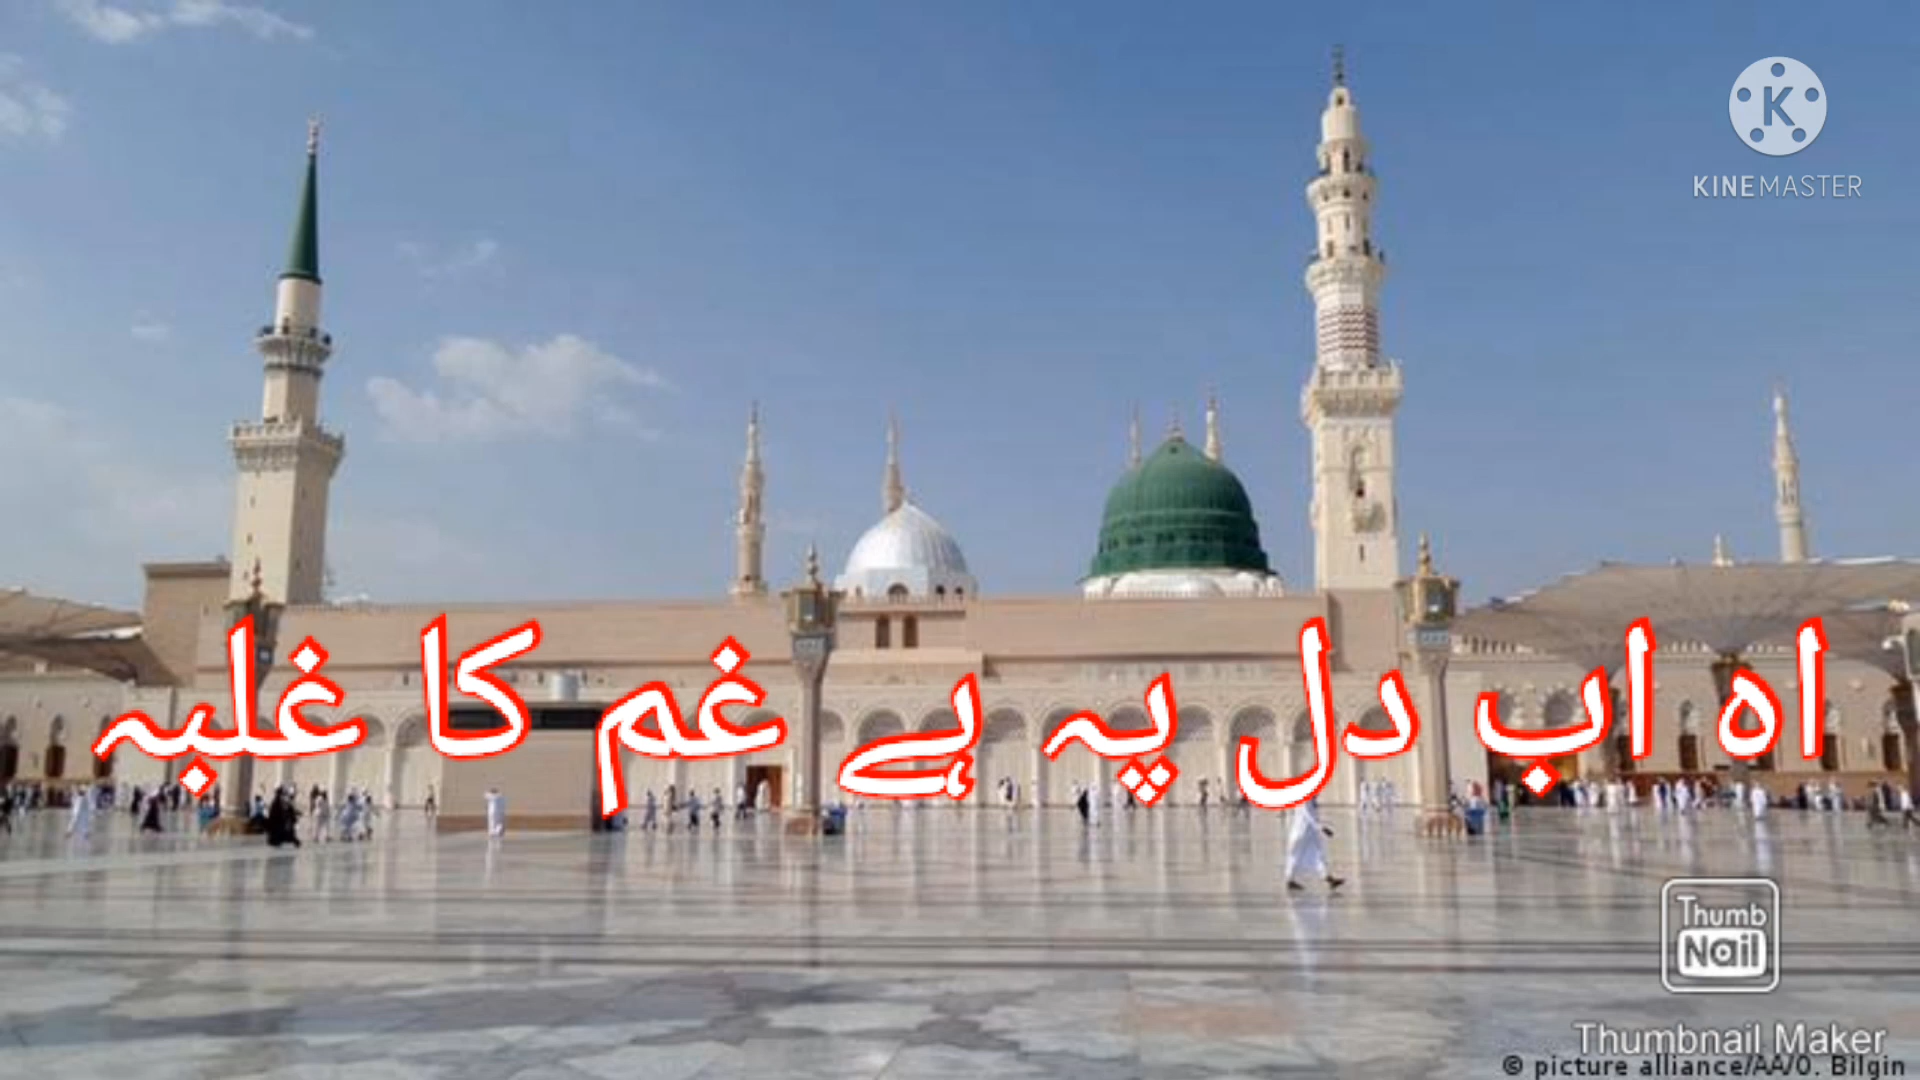 K
KINEMASTER
اہ اب دل پہ ہے غم کا غلبہ
Thumb
Nail
Thumbnail Maker
© picture alliance/AA/O. Bilgin